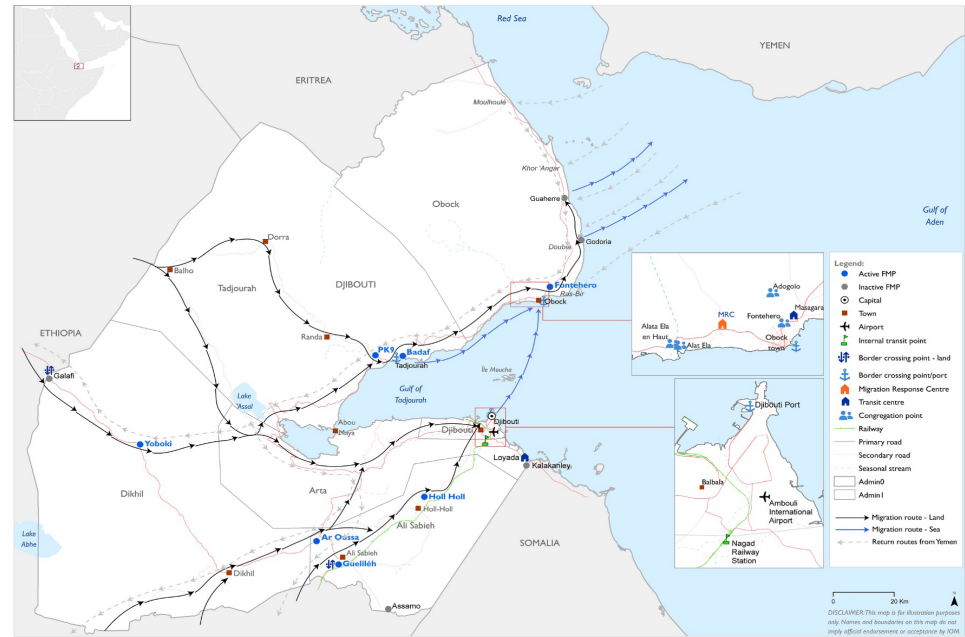 Red Sea
YEMEN
ERITREA
Moulhoulé
Khor 'Angar
Guaherre
Obock
Gulf of
Aden
Godoria
Doubié
Dorra
Balho
Tadjourah
DJIBOUTI
Fontehero
Ras-Bir
Obock
ETHIOPIA
Randa
PK9
Badaf
Tadjourah
Galafi
Île Mouche
Gulf of
Tadjourah
Lake
'Assal
Abou
Maya
Djibouti
Djibouti
Yoboki
Loyada
Kalakanley
Dikhil
Arta
Holl Holl
Holl-Holl
Ali Sabieh
SOMALIA
Lake
Abhe
Ar Oussa
Ali Sabieh
Gueliléh
Dikhil
Assamo
Adogolo
Masagara
Fontehero
MRC
Alata Ela
en Haut
Alat Ela
Obock
town
Djibouti Port
Balbala
Ambouli
International
Airport
Nagad
Railway
Station
Legend:
Active FMP
Inactive FMP
Capital
Town
Airport
Internal transit point
Border crossing point - land
Border crossing point/port
Migration Response Centre
Transit centre
Congregation point
Railway
Primary road
Secondary road
Seasonal stream
Admin0
Admin1
Migration route - Land
Migration route - Sea
Return routes from Yemen
0 20 Km
N
DISCLAIMER: This map is for illustration purposes
only. Names and boundaries on this map do not
imply official endorsement or acceptance by IOM.